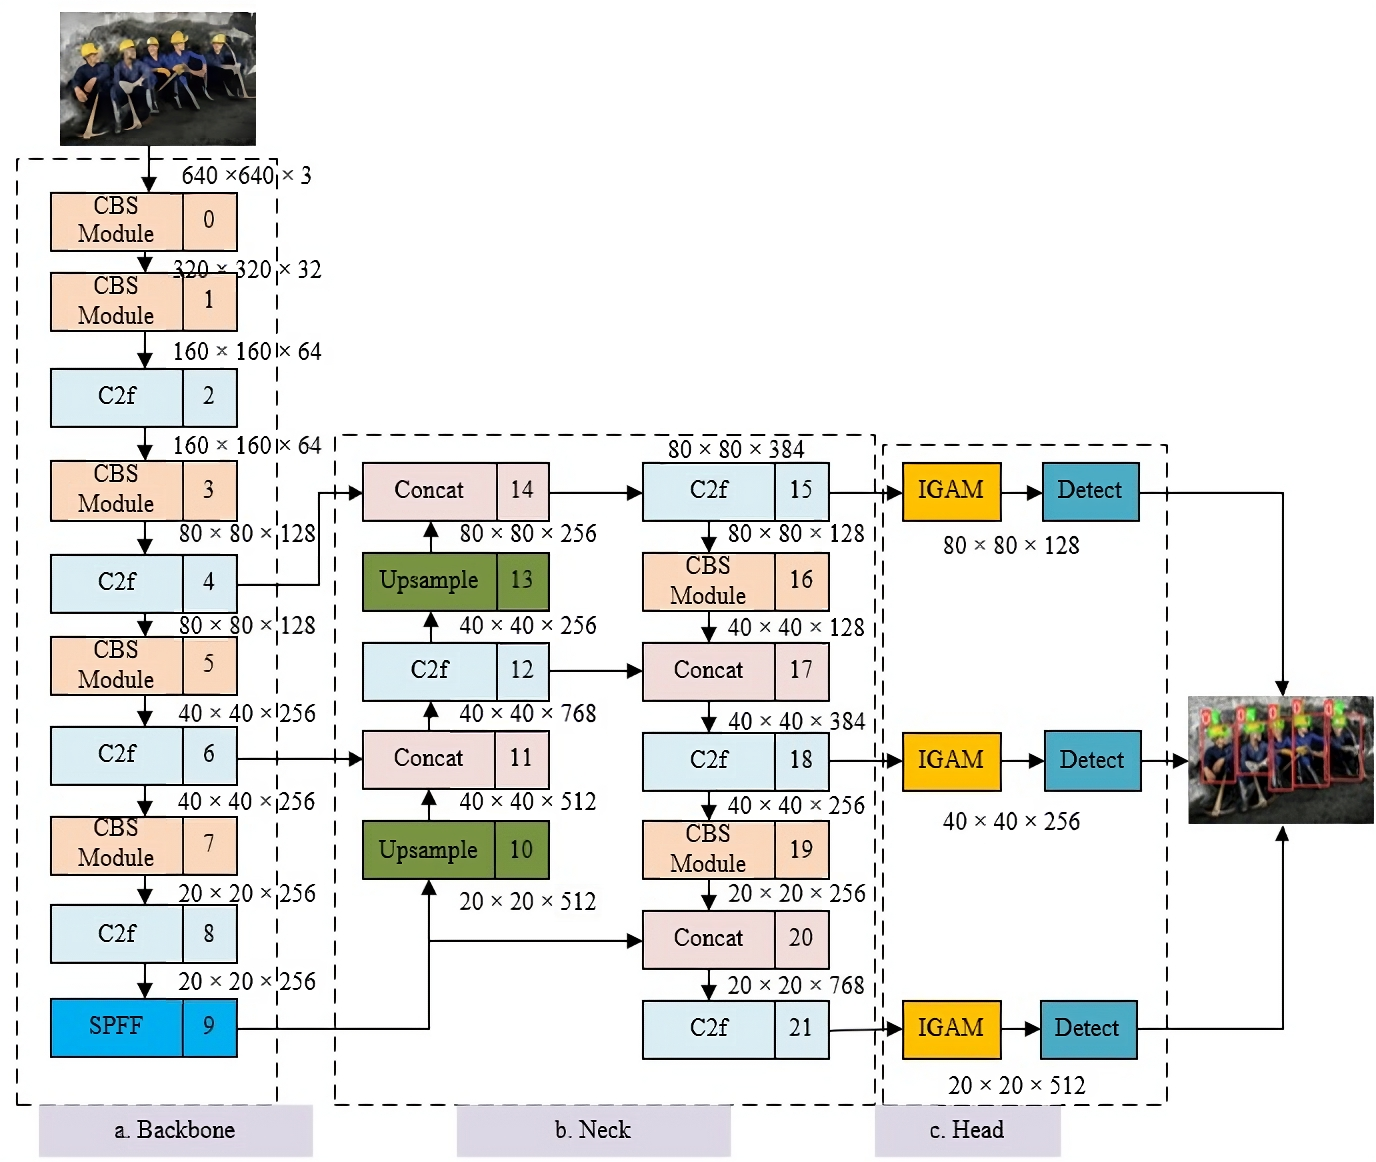 640 ×640 × 3
CBS
Module
0
320 × 320 × 32
CBS
Module
1
160 × 160 × 64
C2f
2
160 × 160 × 64
CBS
Module
3
80 × 80 × 128
C2f
4
80 × 80 × 128
CBS
Module
5
40 × 40 × 256
C2f
6
40 × 40 × 256
CBS
Module
7
20 × 20 × 256
C2f
8
20 × 20 × 256
SPFF
9
a. Backbone
Concat
14
80 × 80 × 256
Upsample
13
40 × 40 × 256
C2f
12
40 × 40 × 768
Concat
11
40 × 40 × 512
Upsample
10
20 × 20 × 512
80 × 80 × 384
C2f
15
80 × 80 × 128
CBS
Module
16
40 × 40 × 128
Concat
17
40 × 40 × 384
C2f
18
40 × 40 × 256
CBS
Module
19
20 × 20 × 256
Concat
20
20 × 20 × 768
C2f
21
b. Neck
IGAM
Detect
80 × 80 × 128
IGAM
Detect
40 × 40 × 256
IGAM
Detect
20 × 20 × 512
c. Head